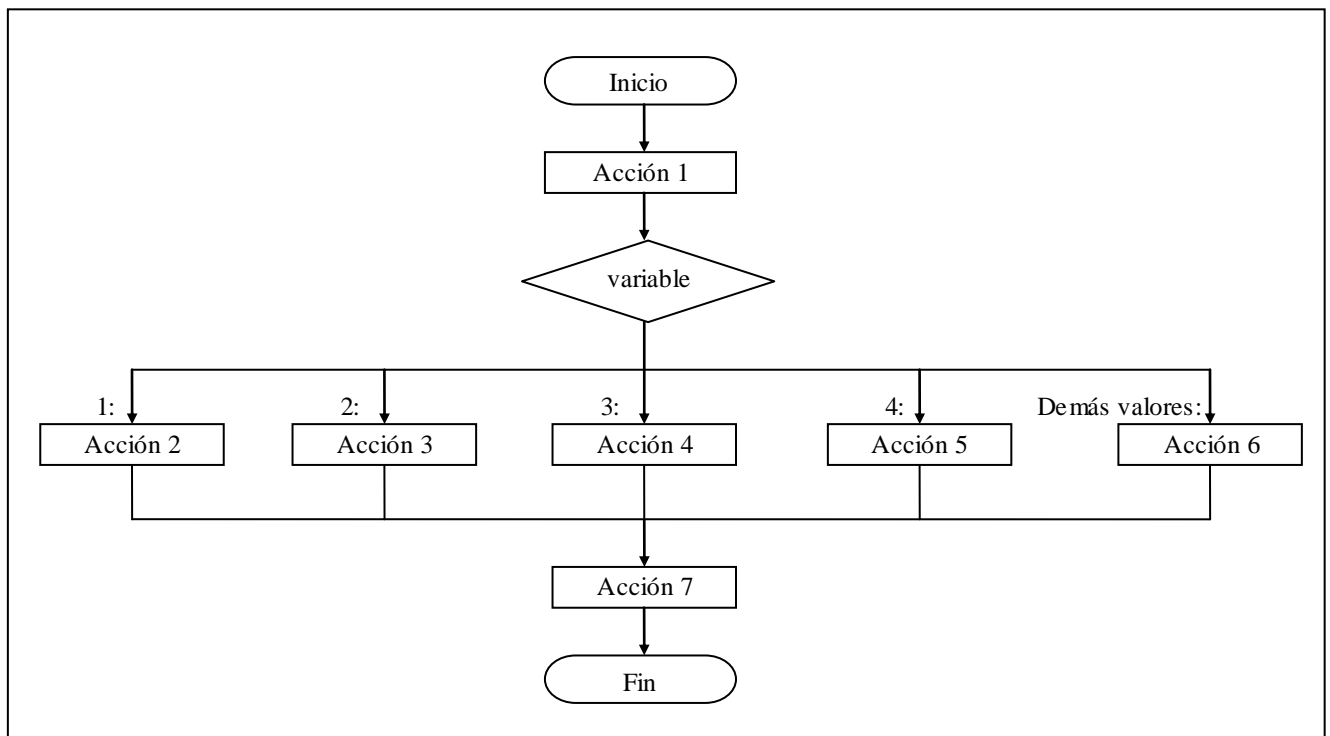 Inicio
Acción 1
variable
1:
2:
3:
4:
Demás valores:
Acción 2
Acción 3
Acción 4
Acción 5
Acción 6
Acción 7
Fin